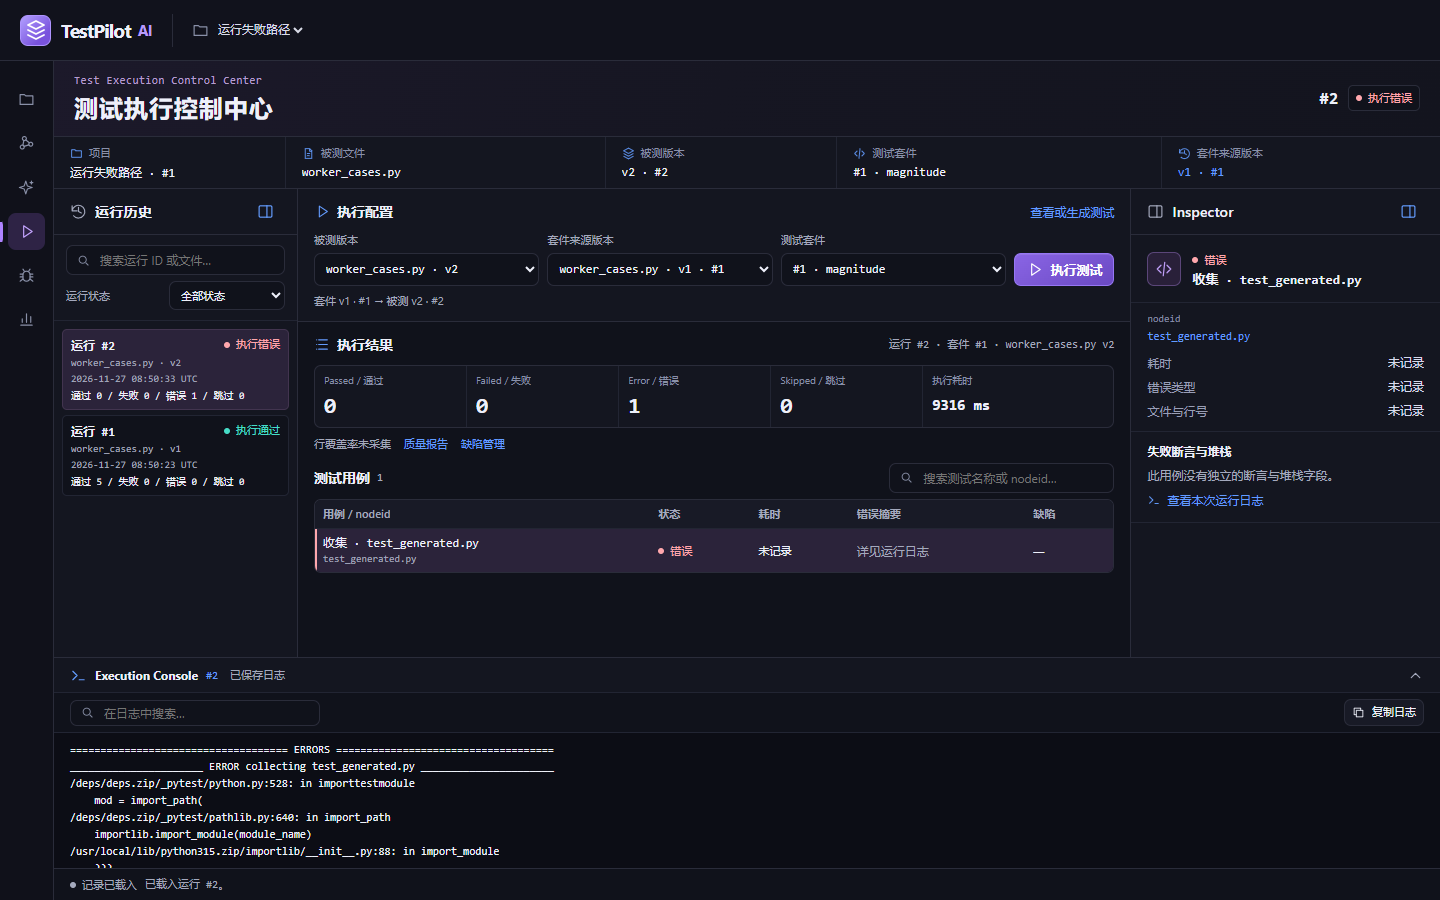 TestPilot AI
运行失败路径
Test Execution Control Center
测试执行控制中心
#2
执行错误
项目
运行失败路径 · #1
被测文件
worker_cases.py
被测版本
v2 · #2
测试套件
#1 · magnitude
套件来源版本
v1 · #1
运行历史
搜索运行 ID 或文件...
运行状态
全部状态
运行 #2
执行错误
worker_cases.py · v2
2026-11-27 08:50:33 UTC
通过 0 / 失败 0 / 错误 1 / 跳过 0
运行 #1
执行通过
worker_cases.py · v1
2026-11-27 08:50:23 UTC
通过 5 / 失败 0 / 错误 0 / 跳过 0
执行配置
查看或生成测试
被测版本
套件来源版本
测试套件
worker_cases.py · v2
worker_cases.py · v1 · #1
#1 · magnitude
执行测试
套件 v1 · #1 → 被测 v2 · #2
执行结果
运行 #2 · 套件 #1 · worker_cases.py v2
Passed / 通过
0
Failed / 失败
0
Error / 错误
1
Skipped / 跳过
0
执行耗时
9316 ms
行覆盖率未采集
质量报告
缺陷管理
测试用例 1
搜索测试名称或 nodeid...
用例 / nodeid
状态
耗时
错误摘要
缺陷
收集 · test_generated.py
test_generated.py
错误
未记录
详见运行日志
—
Inspector
错误
收集 · test_generated.py
nodeid
test_generated.py
耗时
未记录
错误类型
未记录
文件与行号
未记录
失败断言与堆栈
此用例没有独立的断言与堆栈字段。
查看本次运行日志
Execution Console #2 已保存日志
在日志中搜索...
复制日志
==================================== ERRORS ====================================
______________________ ERROR collecting test_generated.py ______________________
/deps/deps.zip/_pytest/python.py:528: in importtestmodule
mod = import_path(
/deps/deps.zip/_pytest/pathlib.py:640: in import_path
importlib.import_module(module_name)
/usr/local/lib/python315.zip/importlib/__init__.py:88: in import_module
记录已载入 已载入运行 #2。